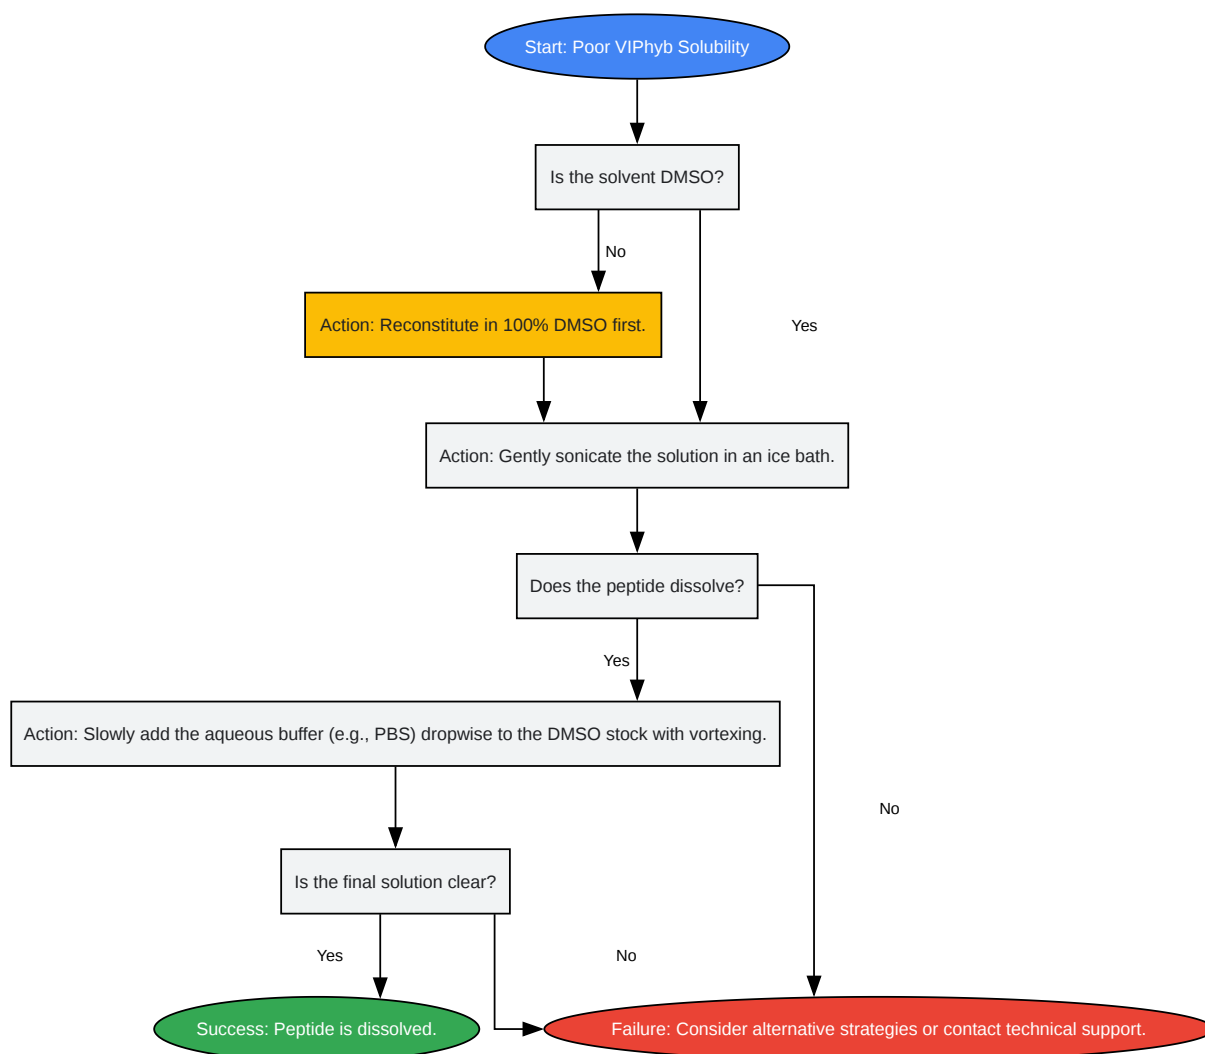 Start: Poor VIPhyb Solubility
Is the solvent DMSO?
No
Action: Reconstitute in 100% DMSO first.
Yes
Action: Gently sonicate the solution in an ice bath.
Does the peptide dissolve?
Yes
Action: Slowly add the aqueous buffer (e.g., PBS) dropwise to the DMSO stock with vortexing.
No
Is the final solution clear?
Yes
No
Success: Peptide is dissolved.
Failure: Consider alternative strategies or contact technical support.